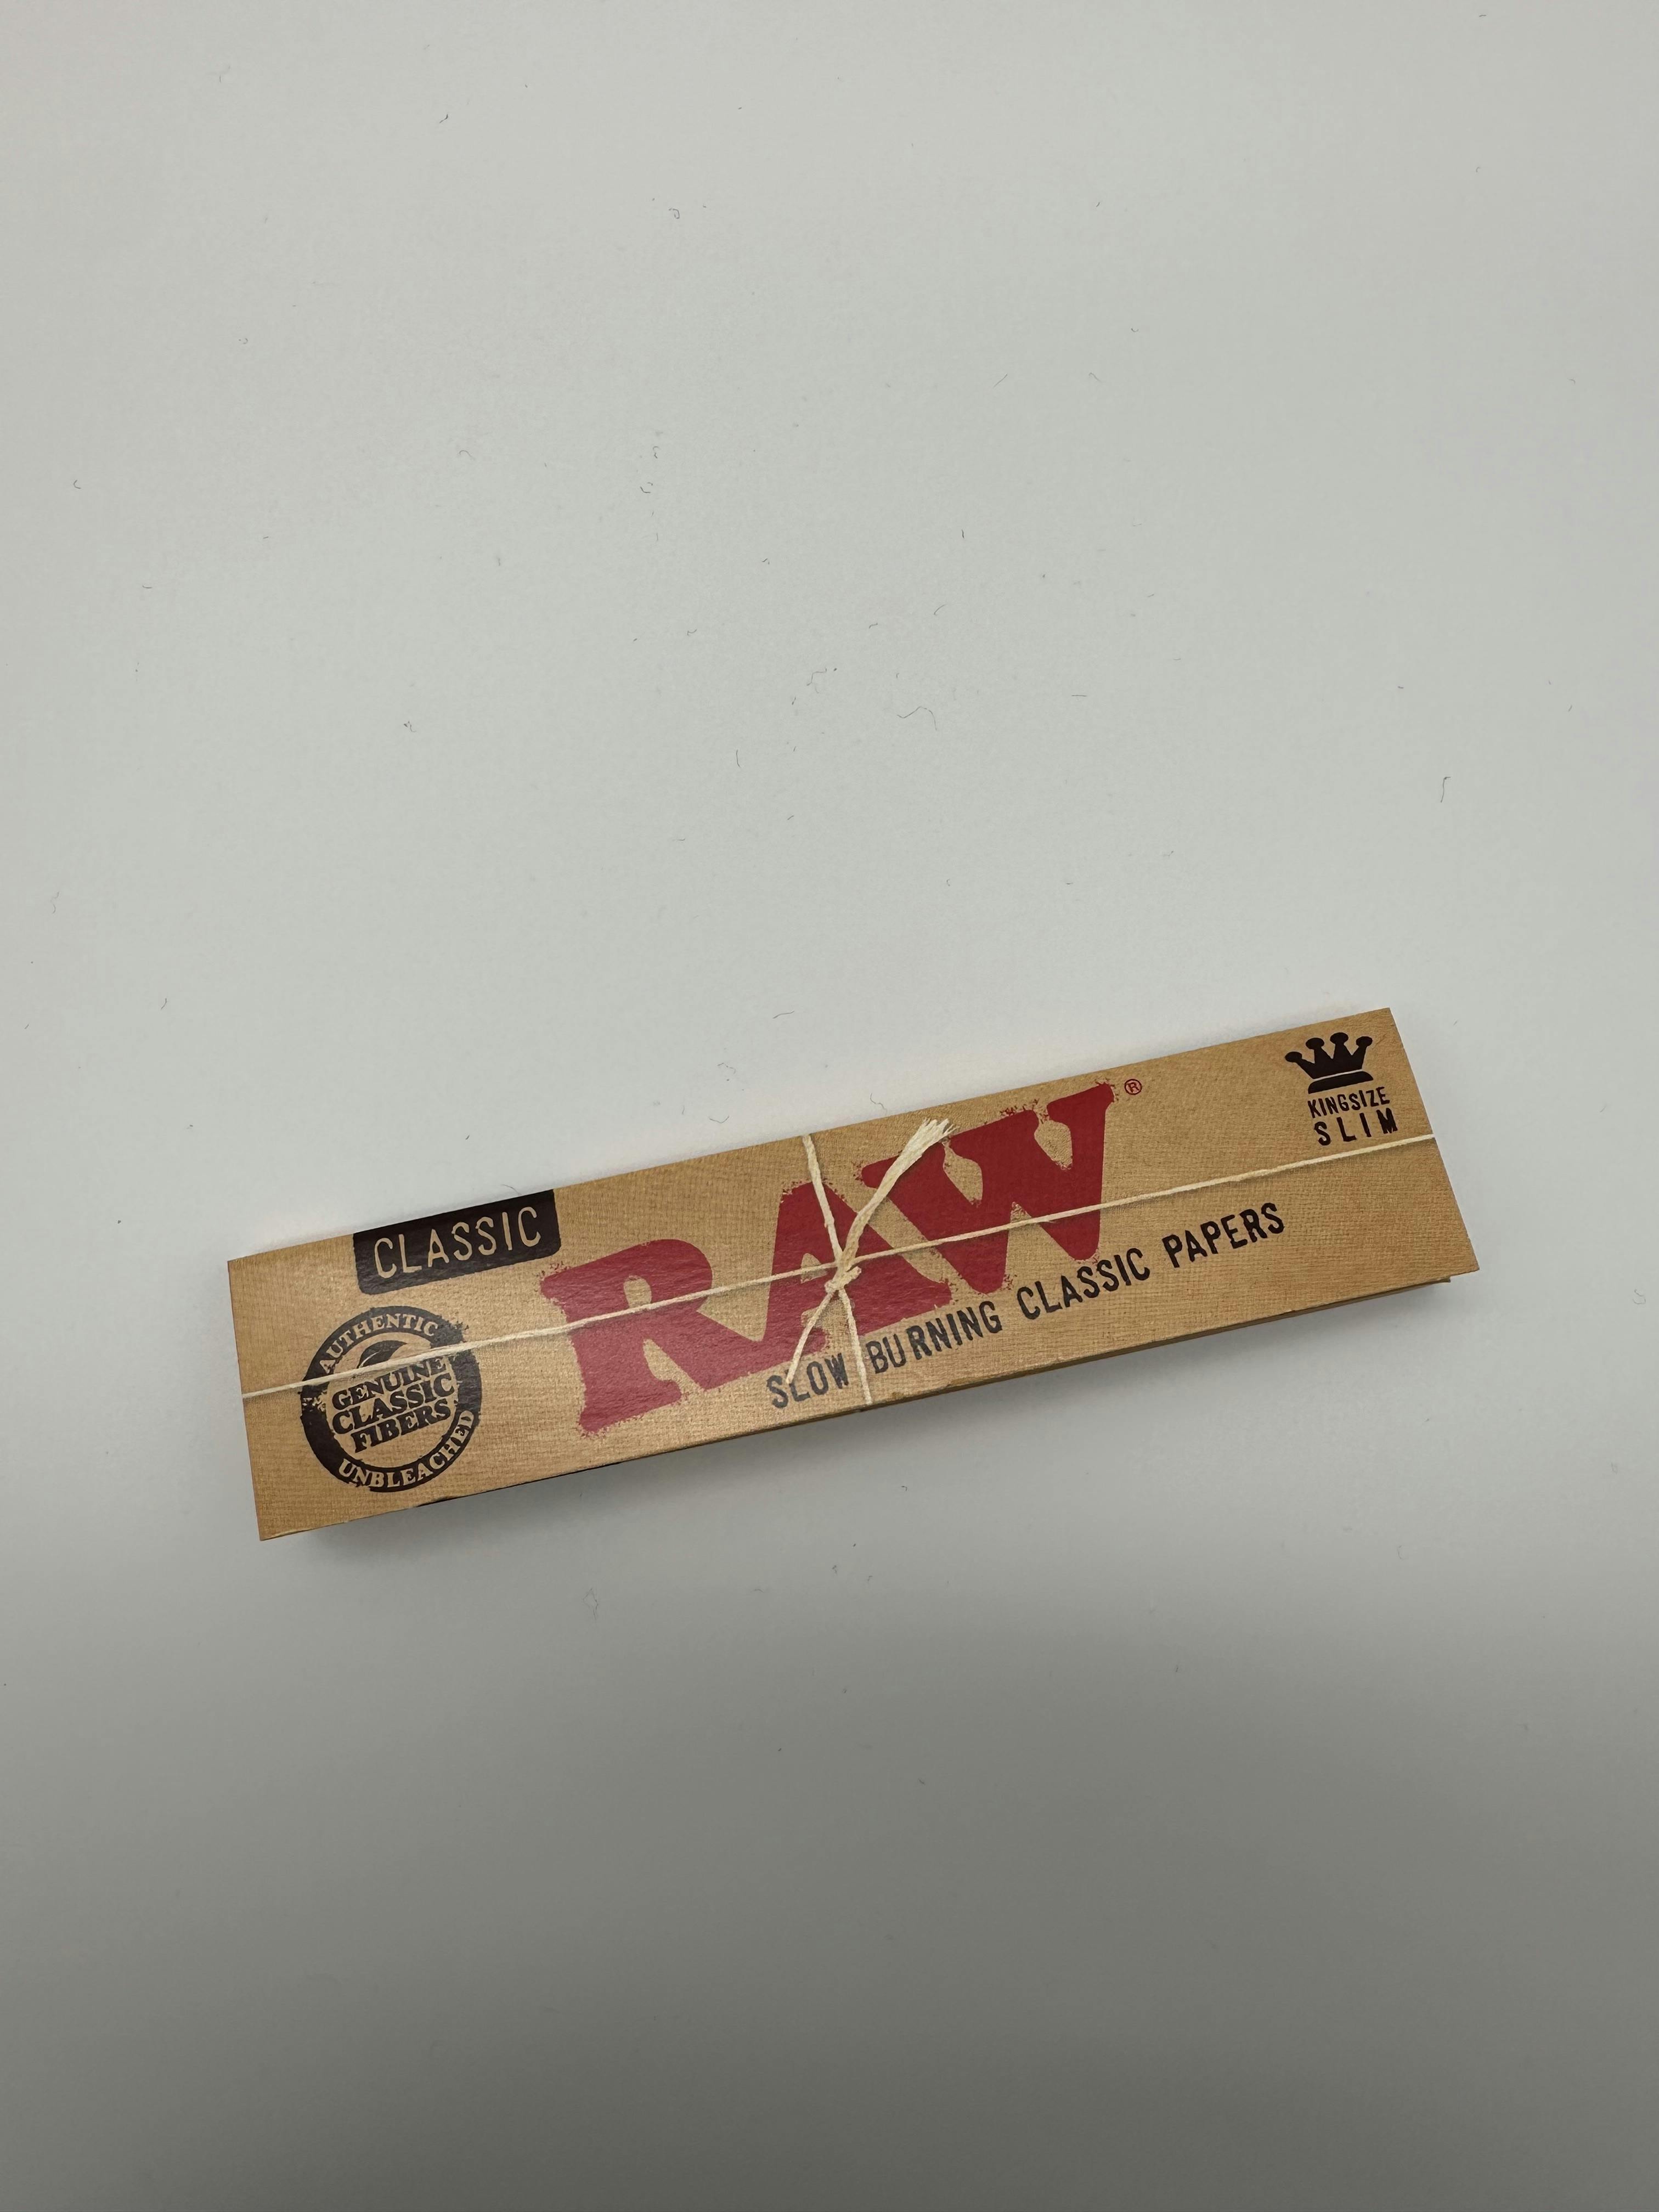 CLASSIC
AUTHENTIC
GENUINE
CLASSIC
FIBERS
UNBLEACHED
RAW®
SLOW BURNING CLASSIC PAPERS
KINGSIZE
SLIM